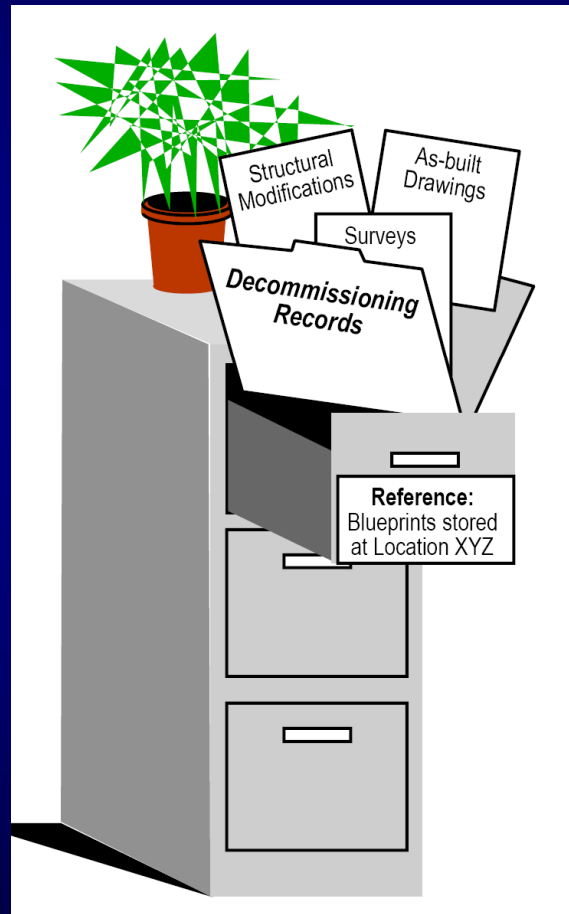 Structural
Modifications
As-built
Drawings
Surveys
Decommissioning
Records
Reference:
Blueprints stored
at Location XYZ